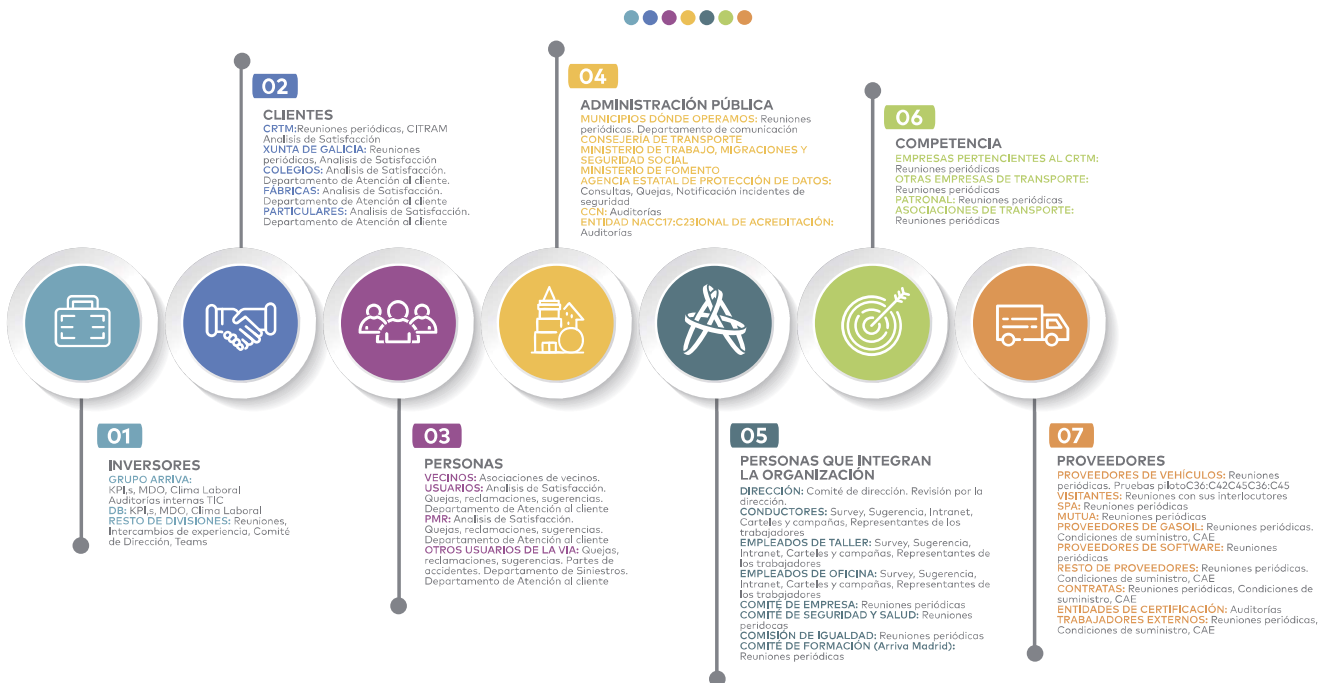 01
INVERSORES
GRUPO ARRIVA:
KPI,s, MDO, Clima Laboral
Auditorías internas TIC
DB: KPI,s, MDO, Clima Laboral
RESTO DE DIVISIONES: Reuniones,
Intercambios de experiencia, Comité
de Dirección, Teams
02
CLIENTES
CRTM:Reuniones periódicas, CITRAM
Analisis de Satisfacción
XUNTA DE GALICIA: Reuniones
periódicas, Analisis de Satisfacción
COLEGIOS: Analisis de Satisfacción.
Departamento de Atención al cliente.
FÁBRICAS: Analisis de Satisfacción.
Departamento de Atención al cliente
PARTICULARES: Analisis de Satisfacción.
Departamento de Atención al cliente
03
PERSONAS
VECINOS: Asociaciones de vecinos.
USUARIOS: Analisis de Satisfacción.
Quejas, reclamaciones, sugerencias.
Departamento de Atención al cliente
PMR: Analisis de Satisfacción.
Quejas, reclamaciones, sugerencias.
Departamento de Atención al cliente
OTROS USUARIOS DE LA VIA: Quejas,
reclamaciones, sugerencias. Partes de
accidentes. Departamento de Siniestros.
Departamento de Atención al cliente
04
ADMINISTRACIÓN PÚBLICA
MUNICIPIOS DÓNDE OPERAMOS: Reuniones
periódicas. Departamento de comunicación
CONSEJERÍA DE TRANSPORTE
MINISTERIO DE TRABAJO, MIGRACIONES Y
SEGURIDAD SOCIAL
MINISTERIO DE FOMENTO
AGENCIA ESTATAL DE PROTECCIÓN DE DATOS:
Consultas, Quejas, Notificación incidentes de
seguridad
CCN: Auditorías
ENTIDAD NACC17:C23IONAL DE ACREDITACIÓN:
Auditorías
05
PERSONAS QUE INTEGRAN
LA ORGANIZACIÓN
DIRECCIÓN: Comité de dirección. Revisión por la
dirección.
CONDUCTORES: Survey, Sugerencia, Intranet,
Carteles y campañas, Representantes de los
trabajadores
EMPLEADOS DE TALLER: Survey, Sugerencia,
Intranet, Carteles y campañas, Representantes de
los trabajadores
EMPLEADOS DE OFICINA: Survey, Sugerencia,
Intranet, Carteles y campañas, Representantes de
los trabajadores
COMITÉ DE EMPRESA: Reuniones periódicas
COMITÉ DE SEGURIDAD Y SALUD: Reuniones
peridocas
COMISIÓN DE IGUALDAD: Reuniones periódicas
COMITÉ DE FORMACIÓN (Arriva Madrid):
Reuniones periódicas
06
COMPETENCIA
EMPRESAS PERTENCIENTES AL CRTM:
Reuniones periódicas
OTRAS EMPRESAS DE TRANSPORTE:
Reuniones periódicas
PATRONAL: Reuniones periódicas
ASOCIACIONES DE TRANSPORTE:
Reuniones periódicas
07
PROVEEDORES
PROVEEDORES DE VEHÍCULOS: Reuniones
periódicas. Pruebas pilotoC36:C42C45C36:C45
VISITANTES: Reuniones con sus interlocutores
SPA: Reuniones periódicas
MUTUA: Reuniones periódicas
PROVEEDORES DE GASOIL: Reuniones periódicas.
Condiciones de suministro, CAE
PROVEEDORES DE SOFTWARE: Reuniones
periódicas
RESTO DE PROVEEDORES: Reuniones periódicas.
Condiciones de suministro, CAE
CONTRATAS: Reuniones periódicas, Condiciones de
suministro, CAE
ENTIDADES DE CERTIFICACIÓN: Auditorías
TRABAJADORES EXTERNOS: Reuniones periódicas,
Condiciones de suministro, CAE